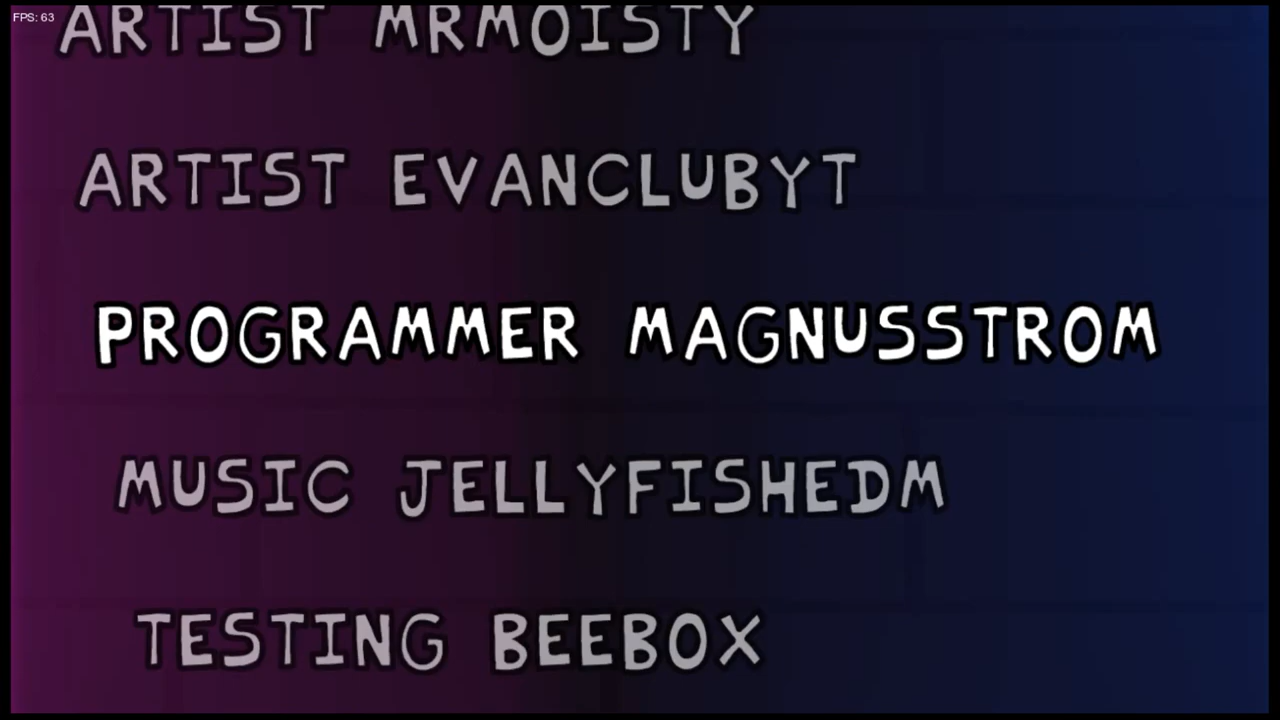 FPS: 63
ARTIST MRMOISTY
ARTIST EVANCLUBYT
PROGRAMMER MAGNUSSTROM
MUSIC JELLYFISHEDM
TESTING BEEBOX